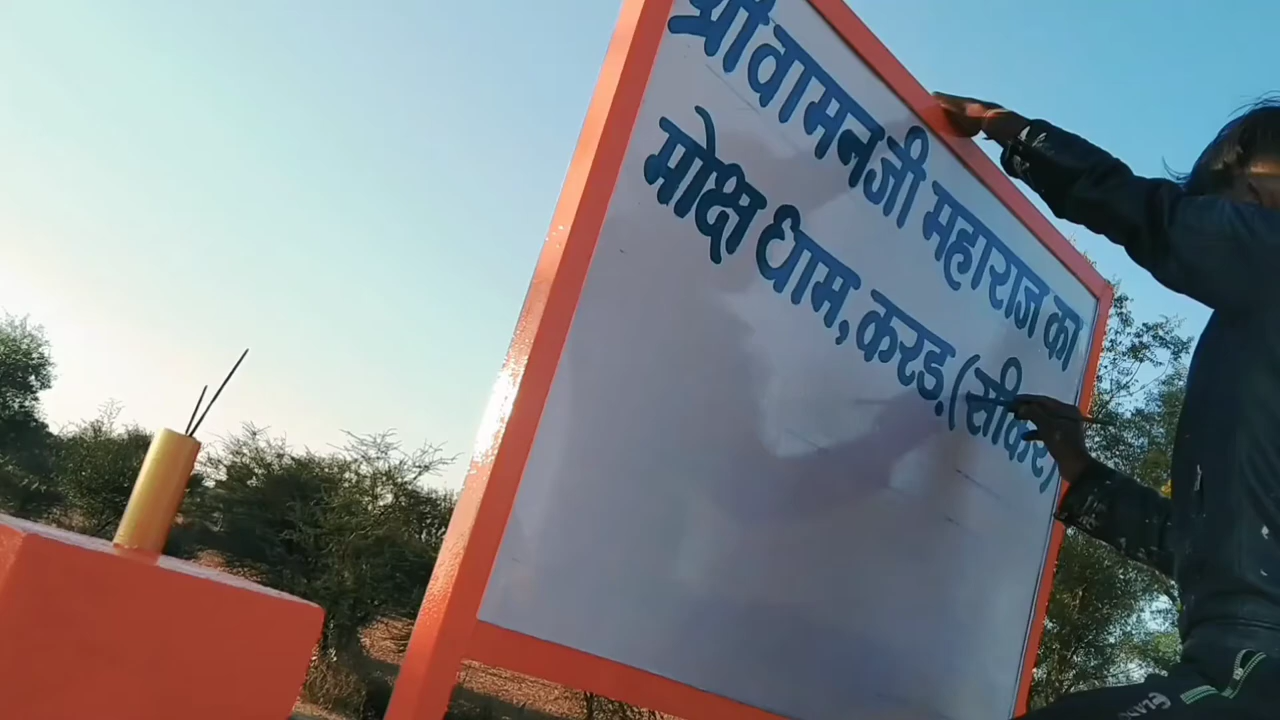 श्री वामनजी महाराज का
मोक्ष धाम, करड़ (सीकर)